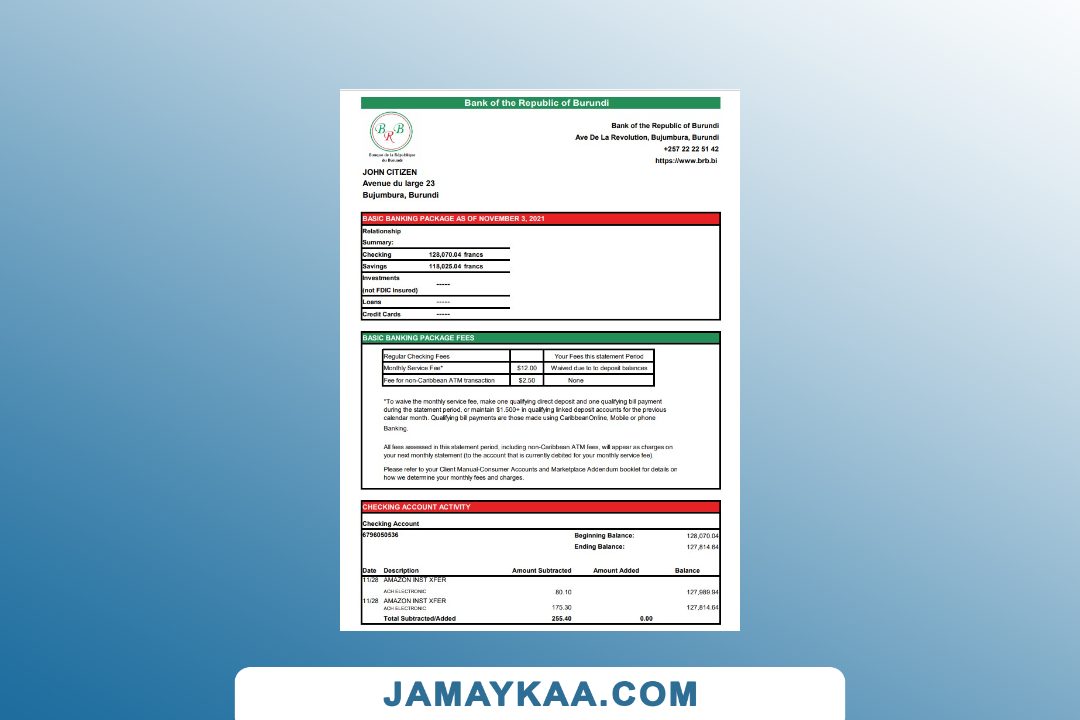 Bank of the Republic of Burundi
BRB
Banque de la République
du Burundi
Bank of the Republic of Burundi
Ave De La Revolution, Bujumbura, Burundi
+257 22 22 51 42
https://www.brb.bi
JOHN CITIZEN
Avenue du large 23
Bujumbura, Burundi
BASIC BANKING PACKAGE AS OF NOVEMBER 3, 2021
Relationship
Summary:
Checking 128,070.04 francs
Savings 118,025.04 francs
Investments
(not FDIC Insured) -----
Loans -----
Credit Cards -----
BASIC BANKING PACKAGE FEES
Regular Checking Fees Your Fees this statement Period
Monthly Service Fee* $12.00 Waived due to to deposit balances
Fee for non-Caribbean ATM transaction $2.50 None
*To waive the monthly service fee, make one qualifying direct deposit and one qualifying bill payment
during the statement period, or maintain $1.500+ in qualifying linked deposit accounts for the previous
calendar month. Qualifying bill payments are those made using CaribbeanOnline, Mobile or phone
Banking.
All fees assessed in this statement period, including non-Caribbean ATM fees, will appear as charges on
your next monthly statement (to the account that is currently debited for your monthly service fee).
Please refer to your Client Manual-Consumer Accounts and Marketplace Addendum booklet for details on
how we determine your monthly fees and charges.
CHECKING ACCOUNT ACTIVITY
Checking Account
6796050536 Beginning Balance: 128,070.04
Ending Balance: 127,814.64
Date Description Amount Subtracted Amount Added Balance
11/28 AMAZON INST XFER
ACH ELECTRONIC 80.10 127,989.94
11/28 AMAZON INST XFER
ACH ELECTRONIC 175.30 127,814.64
Total Subtracted/Added 255.40 0.00
JAMAYKAA.COM